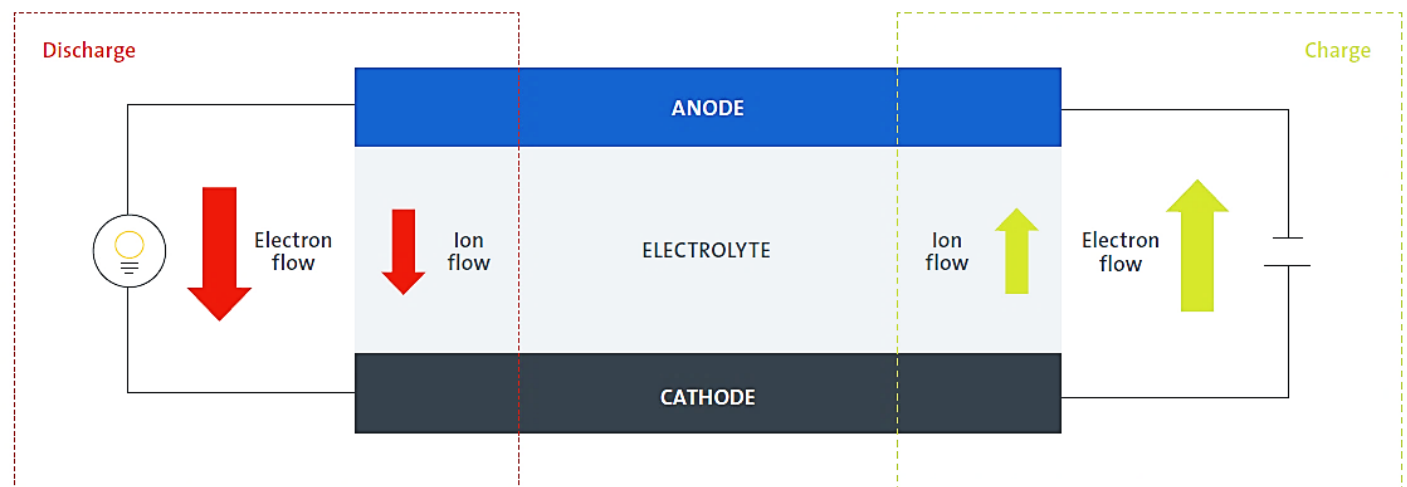 Discharge
Charge
ANODE
Electron
flow
Ion
flow
ELECTROLYTE
Ion
flow
Electron
flow
CATHODE